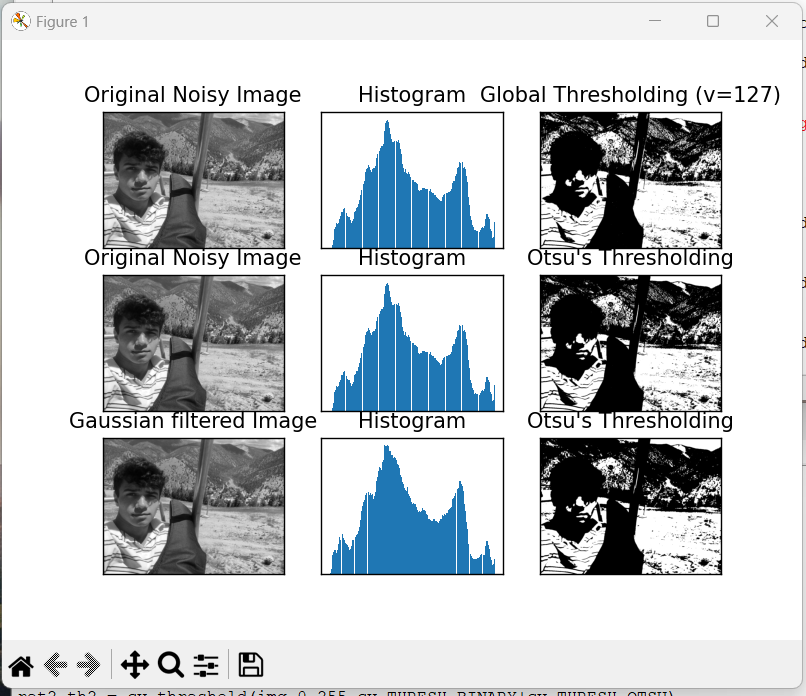 Figure 1
Original Noisy Image
Histogram
Global Thresholding (v=127)
Original Noisy Image
Histogram
Otsu's Thresholding
Gaussian filtered Image
Histogram
Otsu's Thresholding
ret2,th2 = cv.threshold(img,0,255,cv.THRESH_BINARY+cv.THRESH_OTSU)